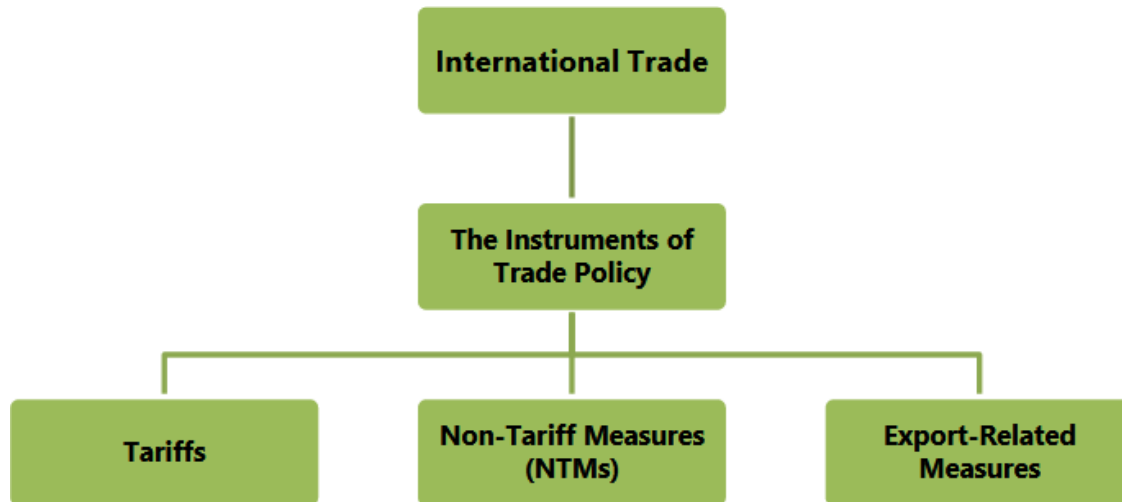 International Trade
The Instruments of
Trade Policy
Tariffs
Non-Tariff Measures
(NTMs)
Export-Related
Measures